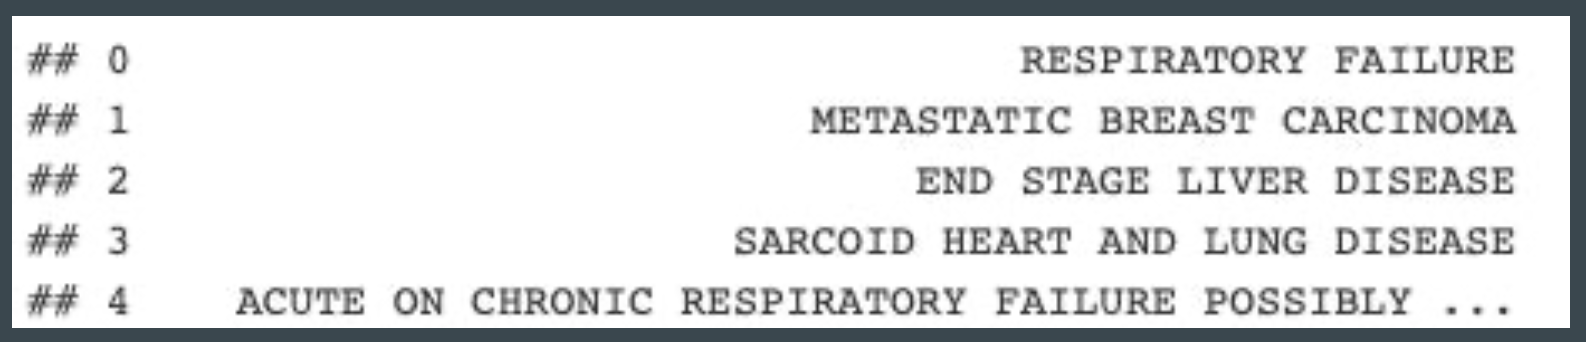 ## 0 RESPIRATORY FAILURE
## 1 METASTATIC BREAST CARCINOMA
## 2 END STAGE LIVER DISEASE
## 3 SARCOID HEART AND LUNG DISEASE
## 4 ACUTE ON CHRONIC RESPIRATORY FAILURE POSSIBLY ...